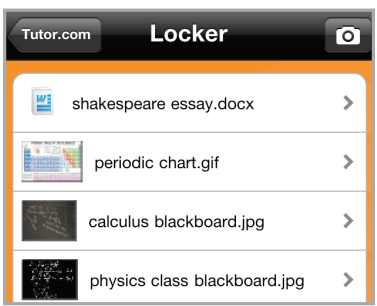 Tutor.com
Locker
shakespeare essay.docx
periodic chart.gif
calculus blackboard.jpg
physics class blackboard.jpg